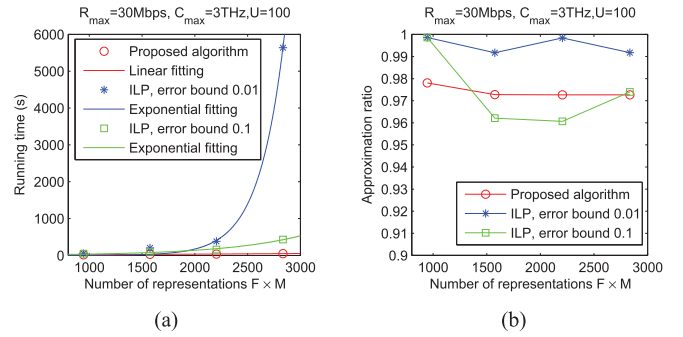 R_max=30Mbps, C_max=3THz,U=100
6000
5000
4000
3000
2000
1000
0
Running time (s)
Proposed algorithm
Linear fitting
ILP, error bound 0.01
Exponential fitting
ILP, error bound 0.1
Exponential fitting
1000 1500 2000 2500 3000
Number of representations F × M
(a)
R_max=30Mbps, C_max=3THz,U=100
1
0.99
0.98
0.97
0.96
0.95
0.94
0.93
0.92
0.91
0.9
Approximation ratio
Proposed algorithm
ILP, error bound 0.01
ILP, error bound 0.1
1000 1500 2000 2500 3000
Number of representations F × M
(b)